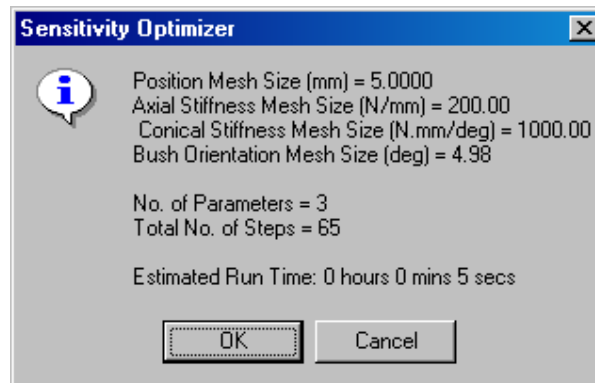 Sensitivity Optimizer
Position Mesh Size (mm) = 5.0000
Axial Stiffness Mesh Size (N/mm) = 200.00
Conical Stiffness Mesh Size (N.mm/deg) = 1000.00
Bush Orientation Mesh Size (deg) = 4.98
No. of Parameters = 3
Total No. of Steps = 65
Estimated Run Time: 0 hours 0 mins 5 secs
OK
Cancel